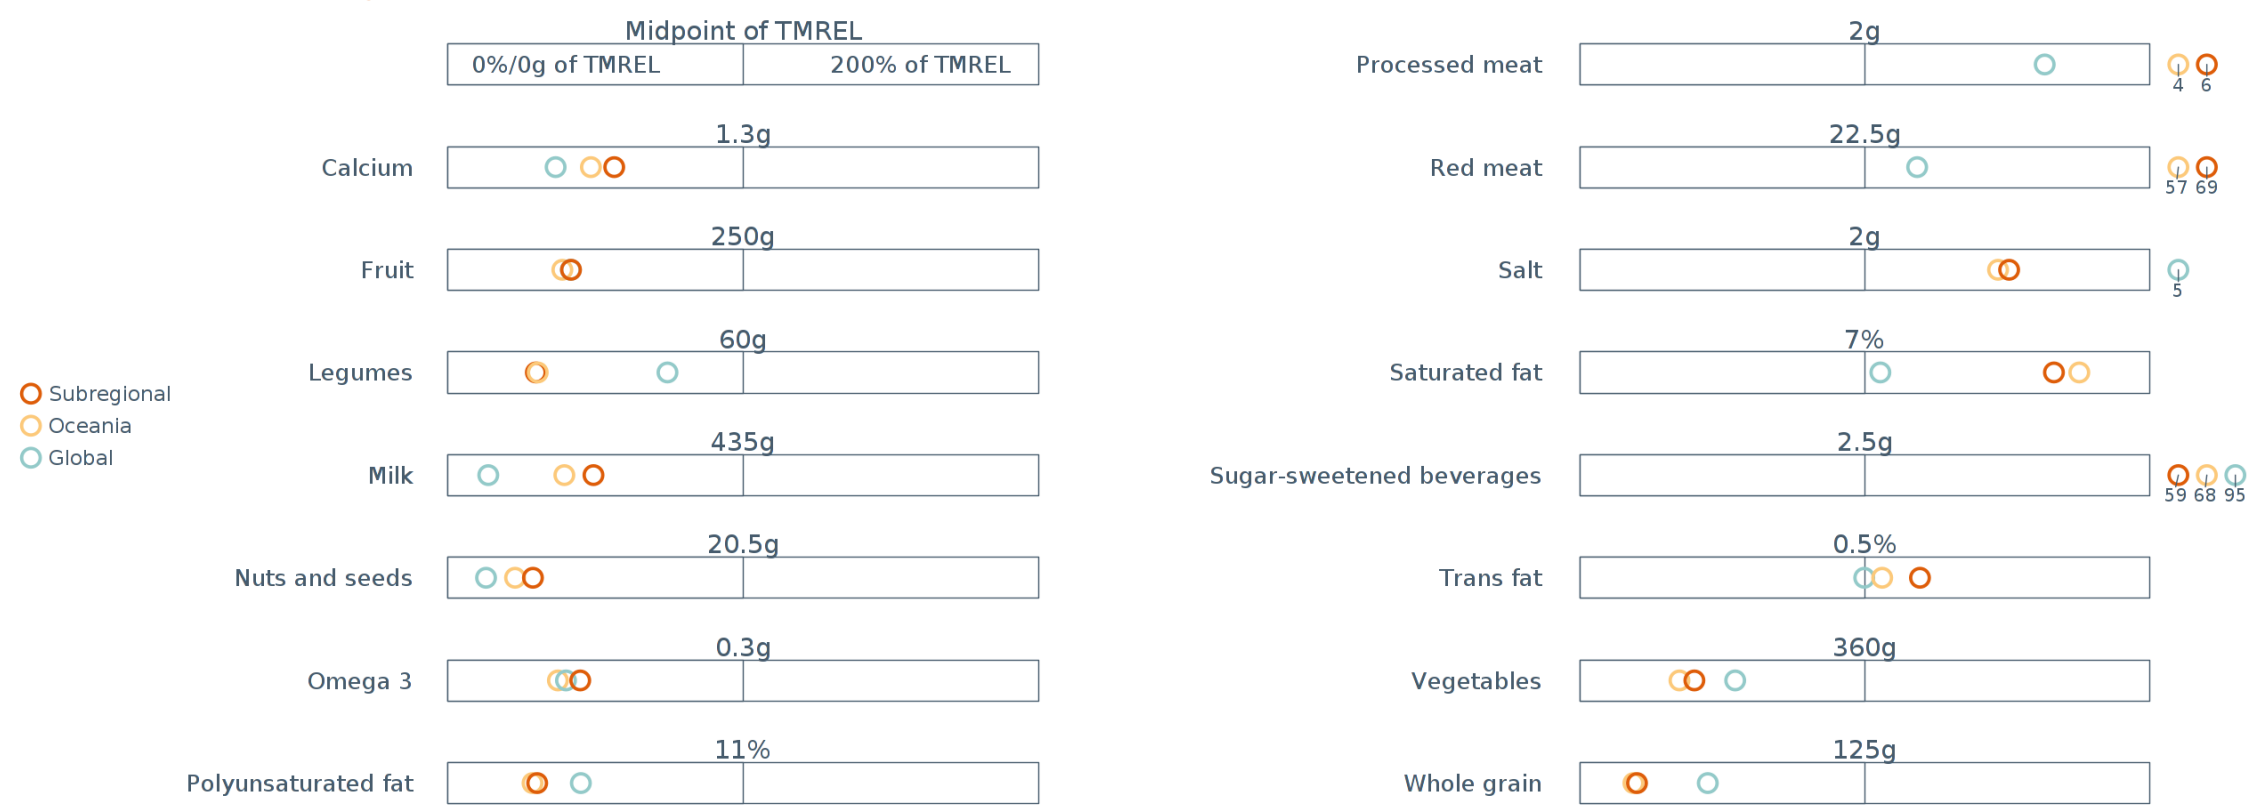 Midpoint of TMREL
0%/0g of TMREL
200% of TMREL
1.3g
Calcium
250g
Fruit
60g
Legumes
435g
Milk
20.5g
Nuts and seeds
0.3g
Omega 3
11%
Polyunsaturated fat
Subregional
Oceania
Global
2g
Processed meat
4 6
22.5g
Red meat
57 69
2g
Salt
5
7%
Saturated fat
2.5g
Sugar-sweetened beverages
59 68 95
0.5%
Trans fat
360g
Vegetables
125g
Whole grain